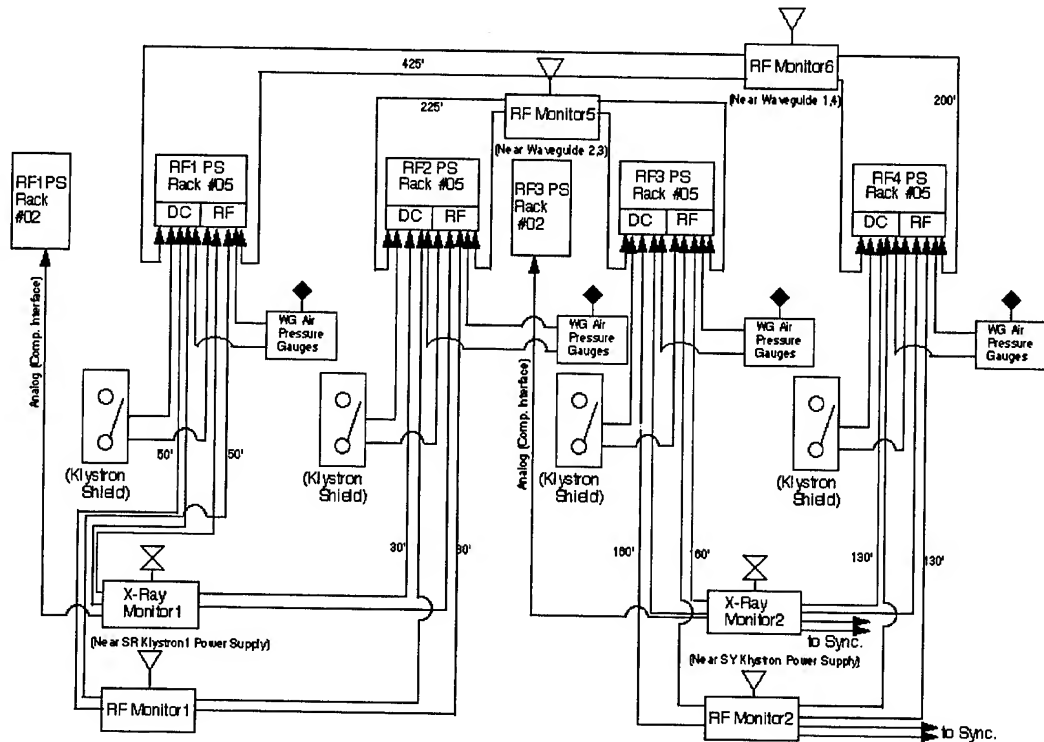 RF Monitor6
425'
(Near Waveguide 1,4)
200'
225'
RF Monitor5
(Near Waveguide 2,3)
RF1 PS
Rack
#02
RF1 PS
Rack #05
DC
RF
RF2 PS
Rack #05
DC
RF
RF3 PS
Rack
#02
RF3 PS
Rack #05
DC
RF
RF4 PS
Rack #05
DC
RF
Analog (Comp. Interface)
WG Air
Pressure
Gauges
Analog (Comp. Interface)
WG Air
Pressure
Gauges
WG Air
Pressure
Gauges
WG Air
Pressure
Gauges
50'
50'
(Klystron
Shield)
(Klystron
Shield)
(Klystron
Shield)
(Klystron
Shield)
30'
30'
160'
160'
130'
130'
X-Ray
Monitor1
(Near SR Klystron1 Power Supply)
X-Ray
Monitor2
to Sync.
(Near SY Klystron Power Supply)
RF Monitor1
RF Monitor2
to Sync.